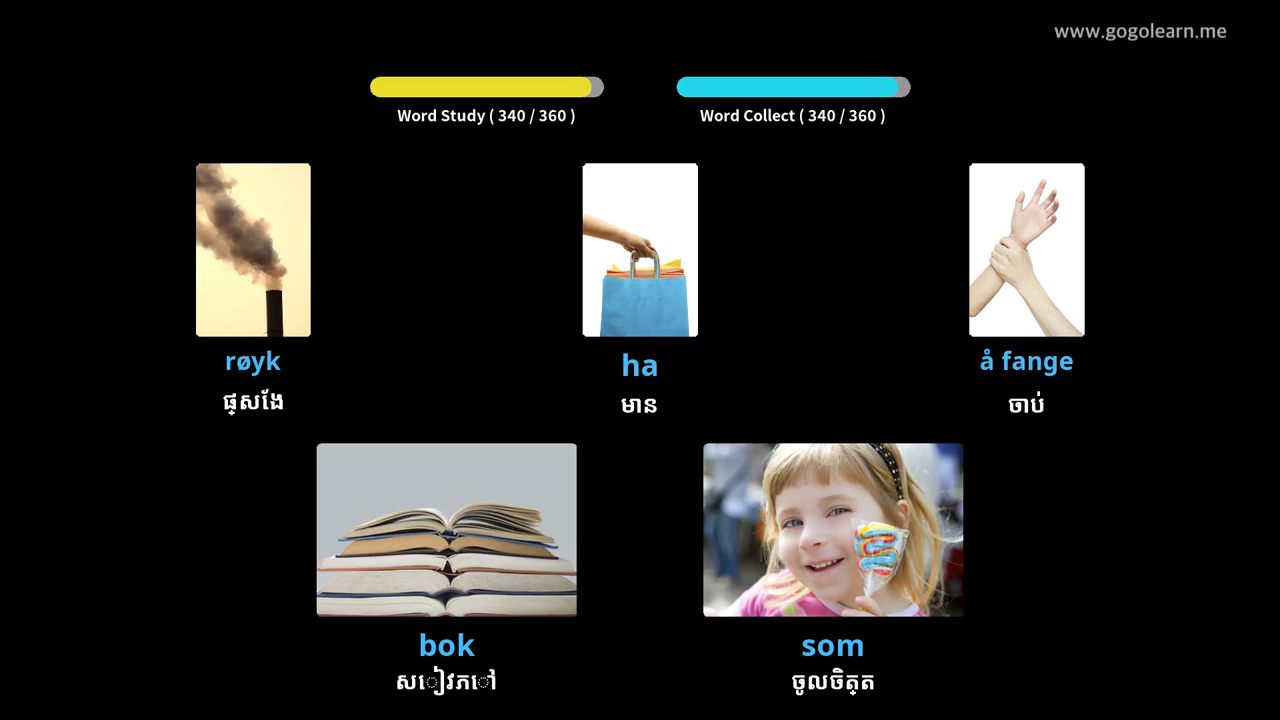 www.gogolearn.me
Word Study ( 340 / 360 )
Word Collect ( 340 / 360 )
røyk
ផ្សែង
ha
មាន
å fange
ចាប់
bok
សៀវភៅ
som
ចូលចិត្ត